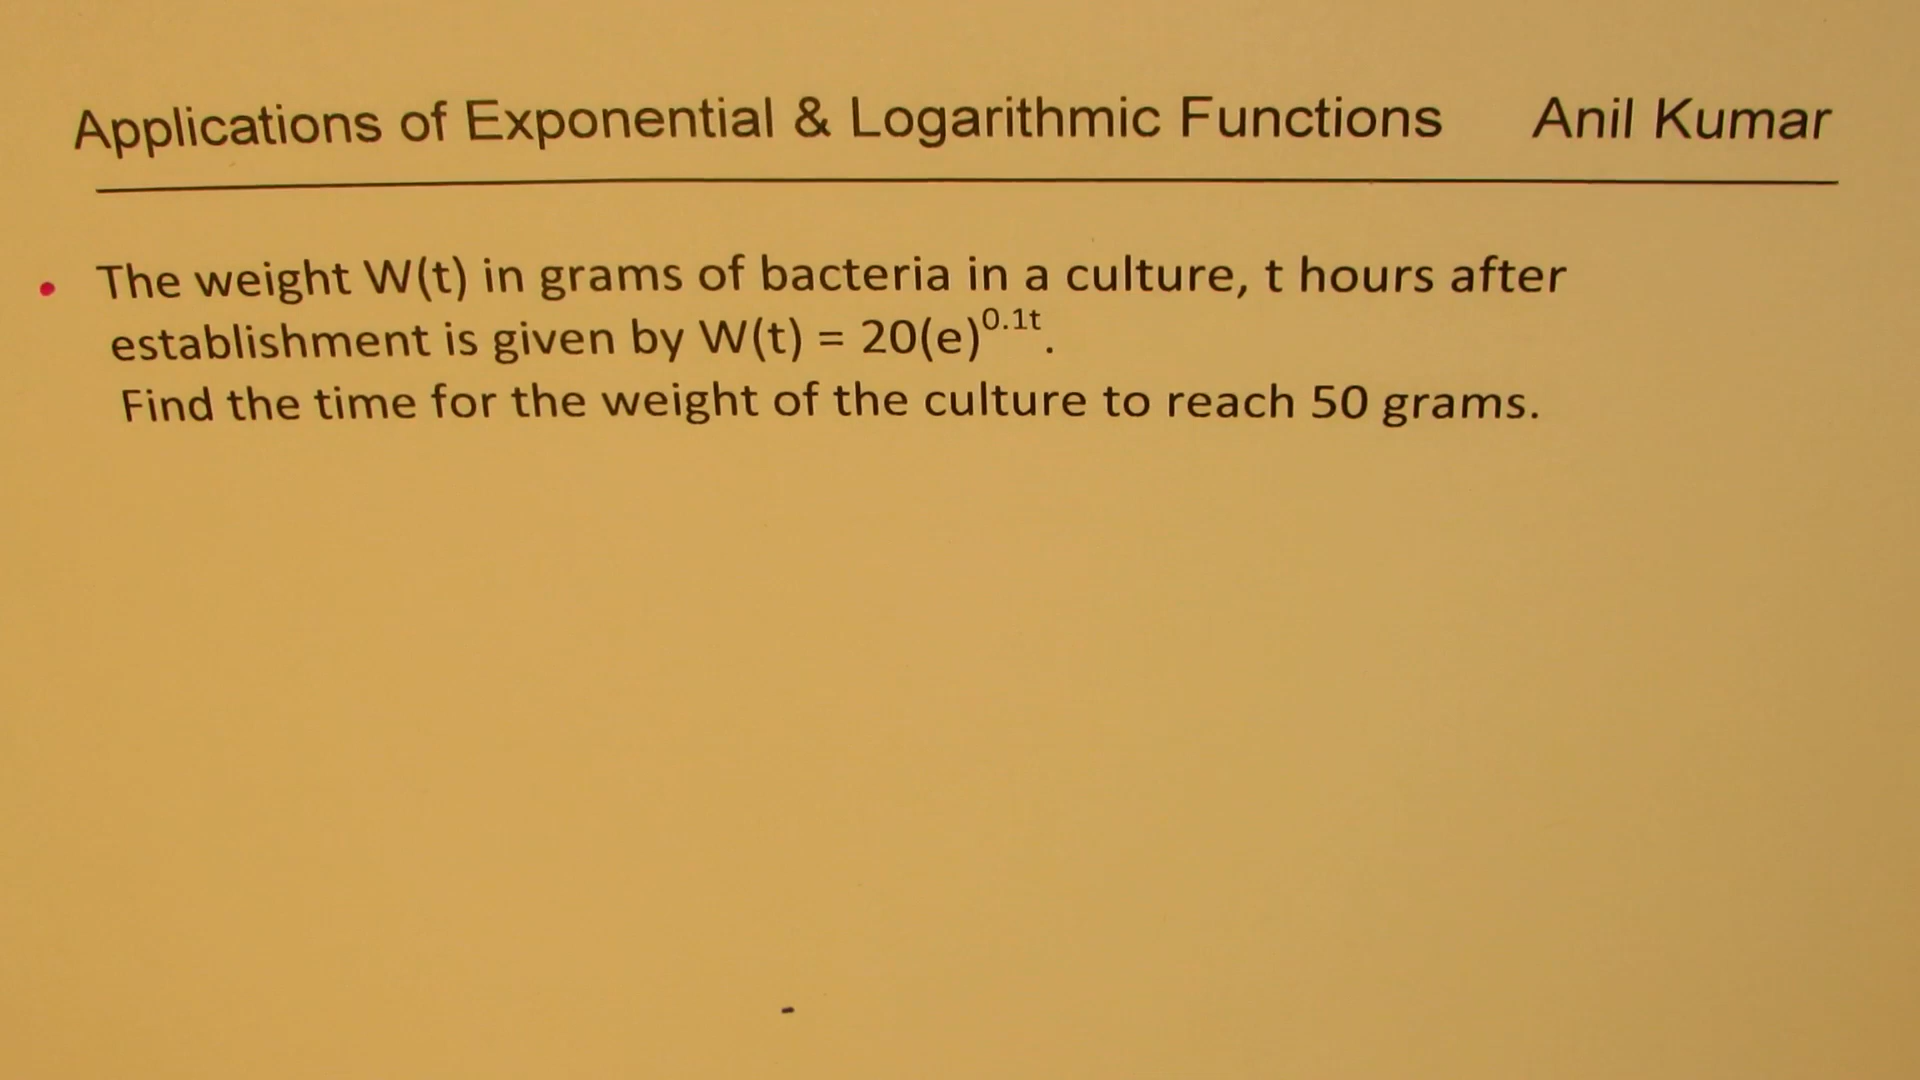 Applications of Exponential & Logarithmic Functions Anil Kumar
The weight W(t) in grams of bacteria in a culture, t hours after
establishment is given by W(t) = 20(e)^0.1t.
Find the time for the weight of the culture to reach 50 grams.